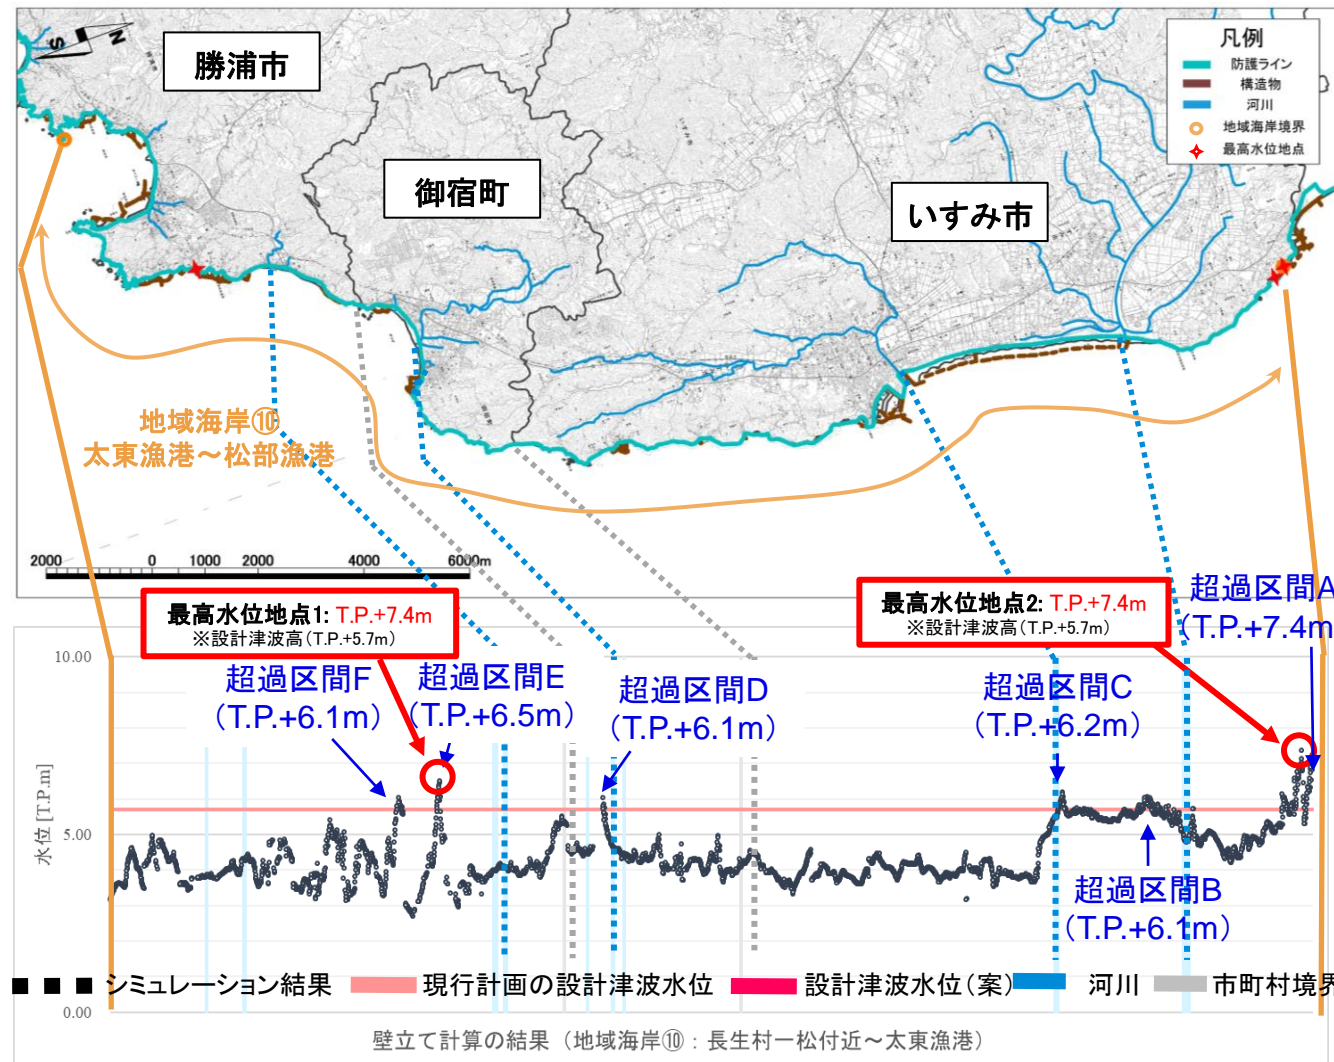 S N
勝浦市
御宿町
いすみ市
凡例
防護ライン
構造物
河川
地域海岸境界
最高水位地点
地域海岸⑩
太東漁港～松部漁港
2000 0 1000 2000 4000 6000m
最高水位地点1: T.P.+7.4m
※設計津波高(T.P.+5.7m)
最高水位地点2: T.P.+7.4m
※設計津波高(T.P.+5.7m)
超過区間A
(T.P.+7.4m
超過区間F
(T.P.+6.1m)
超過区間E
(T.P.+6.5m)
超過区間D
(T.P.+6.1m)
超過区間C
(T.P.+6.2m)
超過区間B
(T.P.+6.1m)
10.00
5.00
0.00
水位 [T.P.m]
シミュレーション結果 現行計画の設計津波水位 設計津波水位(案) 河川 市町村境界
壁立て計算の結果(地域海岸⑩:長生村一松付近～太東漁港)